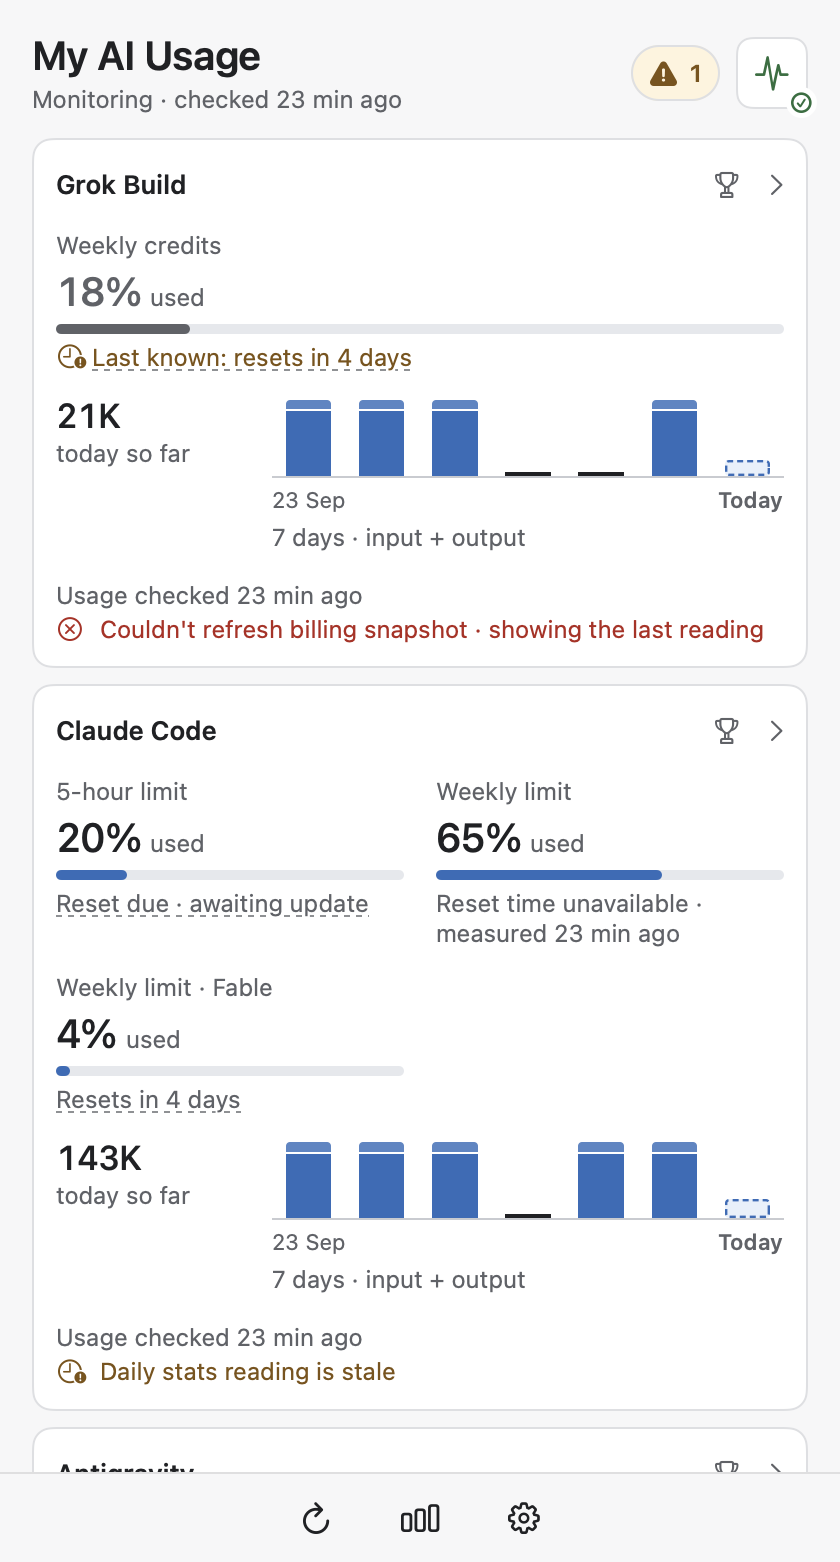 My AI Usage
Monitoring · checked 23 min ago
1
Grok Build
Weekly credits
18% used
Last known: resets in 4 days
21K
today so far
23 Sep
Today
7 days · input + output
Usage checked 23 min ago
Couldn't refresh billing snapshot · showing the last reading
Claude Code
5-hour limit
20% used
Reset due · awaiting update
Weekly limit
65% used
Reset time unavailable ·
measured 23 min ago
Weekly limit · Fable
4% used
Resets in 4 days
143K
today so far
23 Sep
Today
7 days · input + output
Usage checked 23 min ago
Daily stats reading is stale
Antigravity